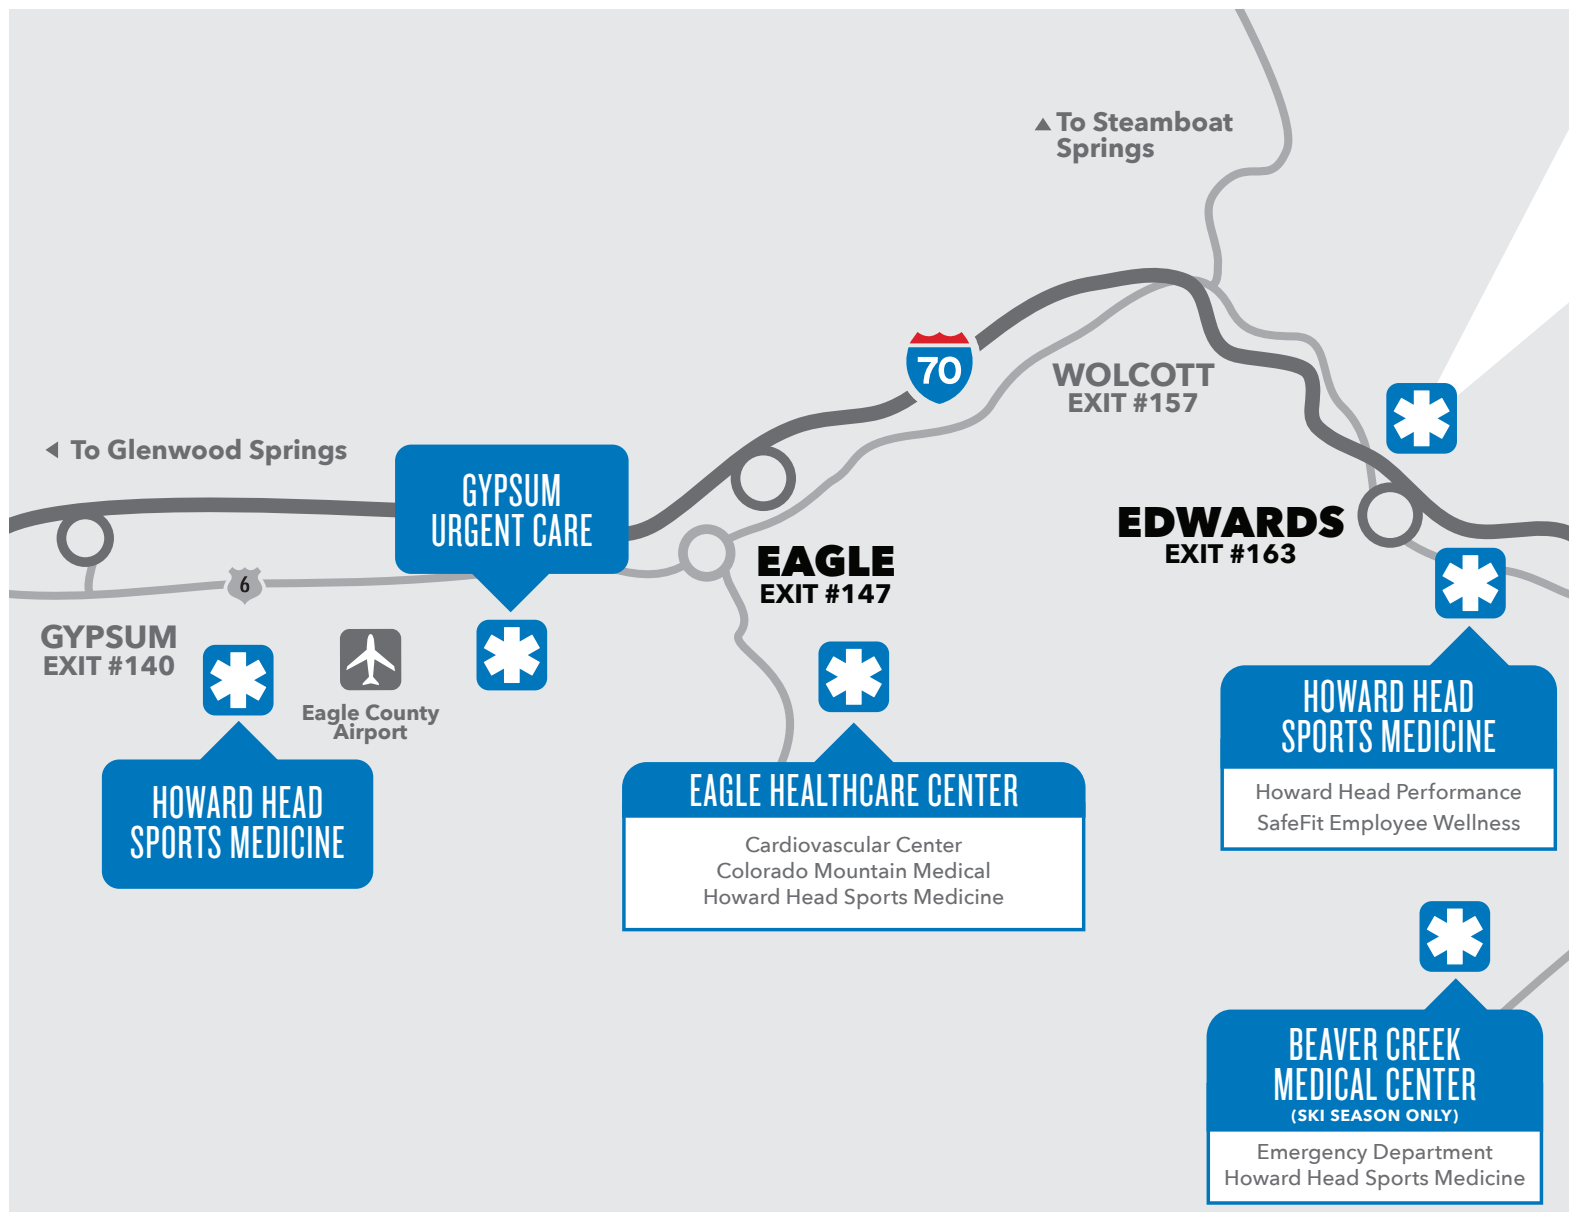 To Steamboat
Springs
70
WOLCOTT
EXIT #157
To Glenwood Springs
GYPSUM
URGENT CARE
EDWARDS
EXIT #163
EAGLE
EXIT #147
6
GYPSUM
EXIT #140
Eagle County
Airport
HOWARD HEAD
SPORTS MEDICINE
EAGLE HEALTHCARE CENTER
Cardiovascular Center
Colorado Mountain Medical
Howard Head Sports Medicine
HOWARD HEAD
SPORTS MEDICINE
Howard Head Performance
SafeFit Employee Wellness
BEAVER CREEK
MEDICAL CENTER
(SKI SEASON ONLY)
Emergency Department
Howard Head Sports Medicine